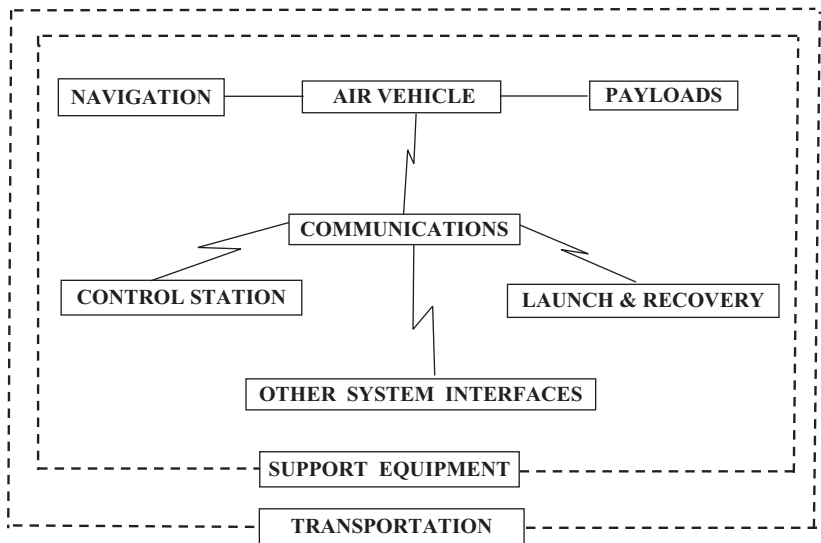 NAVIGATION
AIR VEHICLE
PAYLOADS
COMMUNICATIONS
CONTROL STATION
LAUNCH & RECOVERY
OTHER SYSTEM INTERFACES
SUPPORT EQUIPMENT
TRANSPORTATION